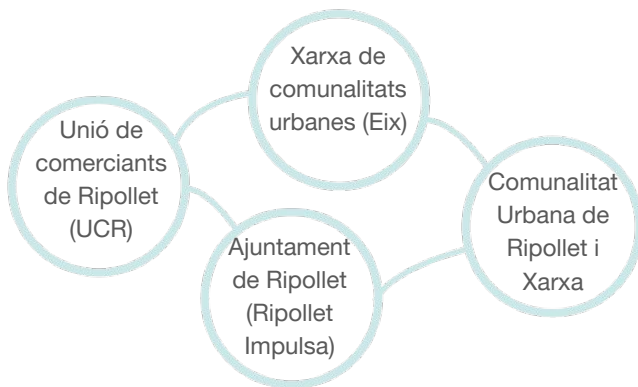 Xarxa de
comunalitats
urbanes (Eix)
Unió de
comerciants
de Ripollet
(UCR)
Comunalitat
Urbana de
Ripollet i
Xarxa
Ajuntament
de Ripollet
(Ripollet
Impulsa)